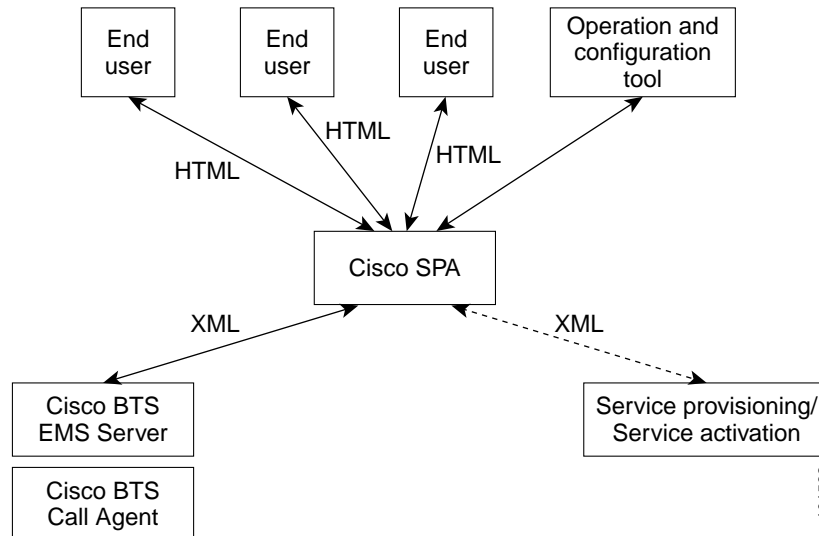 End
user
End
user
End
user
Operation and
configuration
tool
HTML
HTML
HTML
Cisco SPA
XML
XML
Cisco BTS
EMS Server
Service provisioning/
Service activation
Cisco BTS
Call Agent